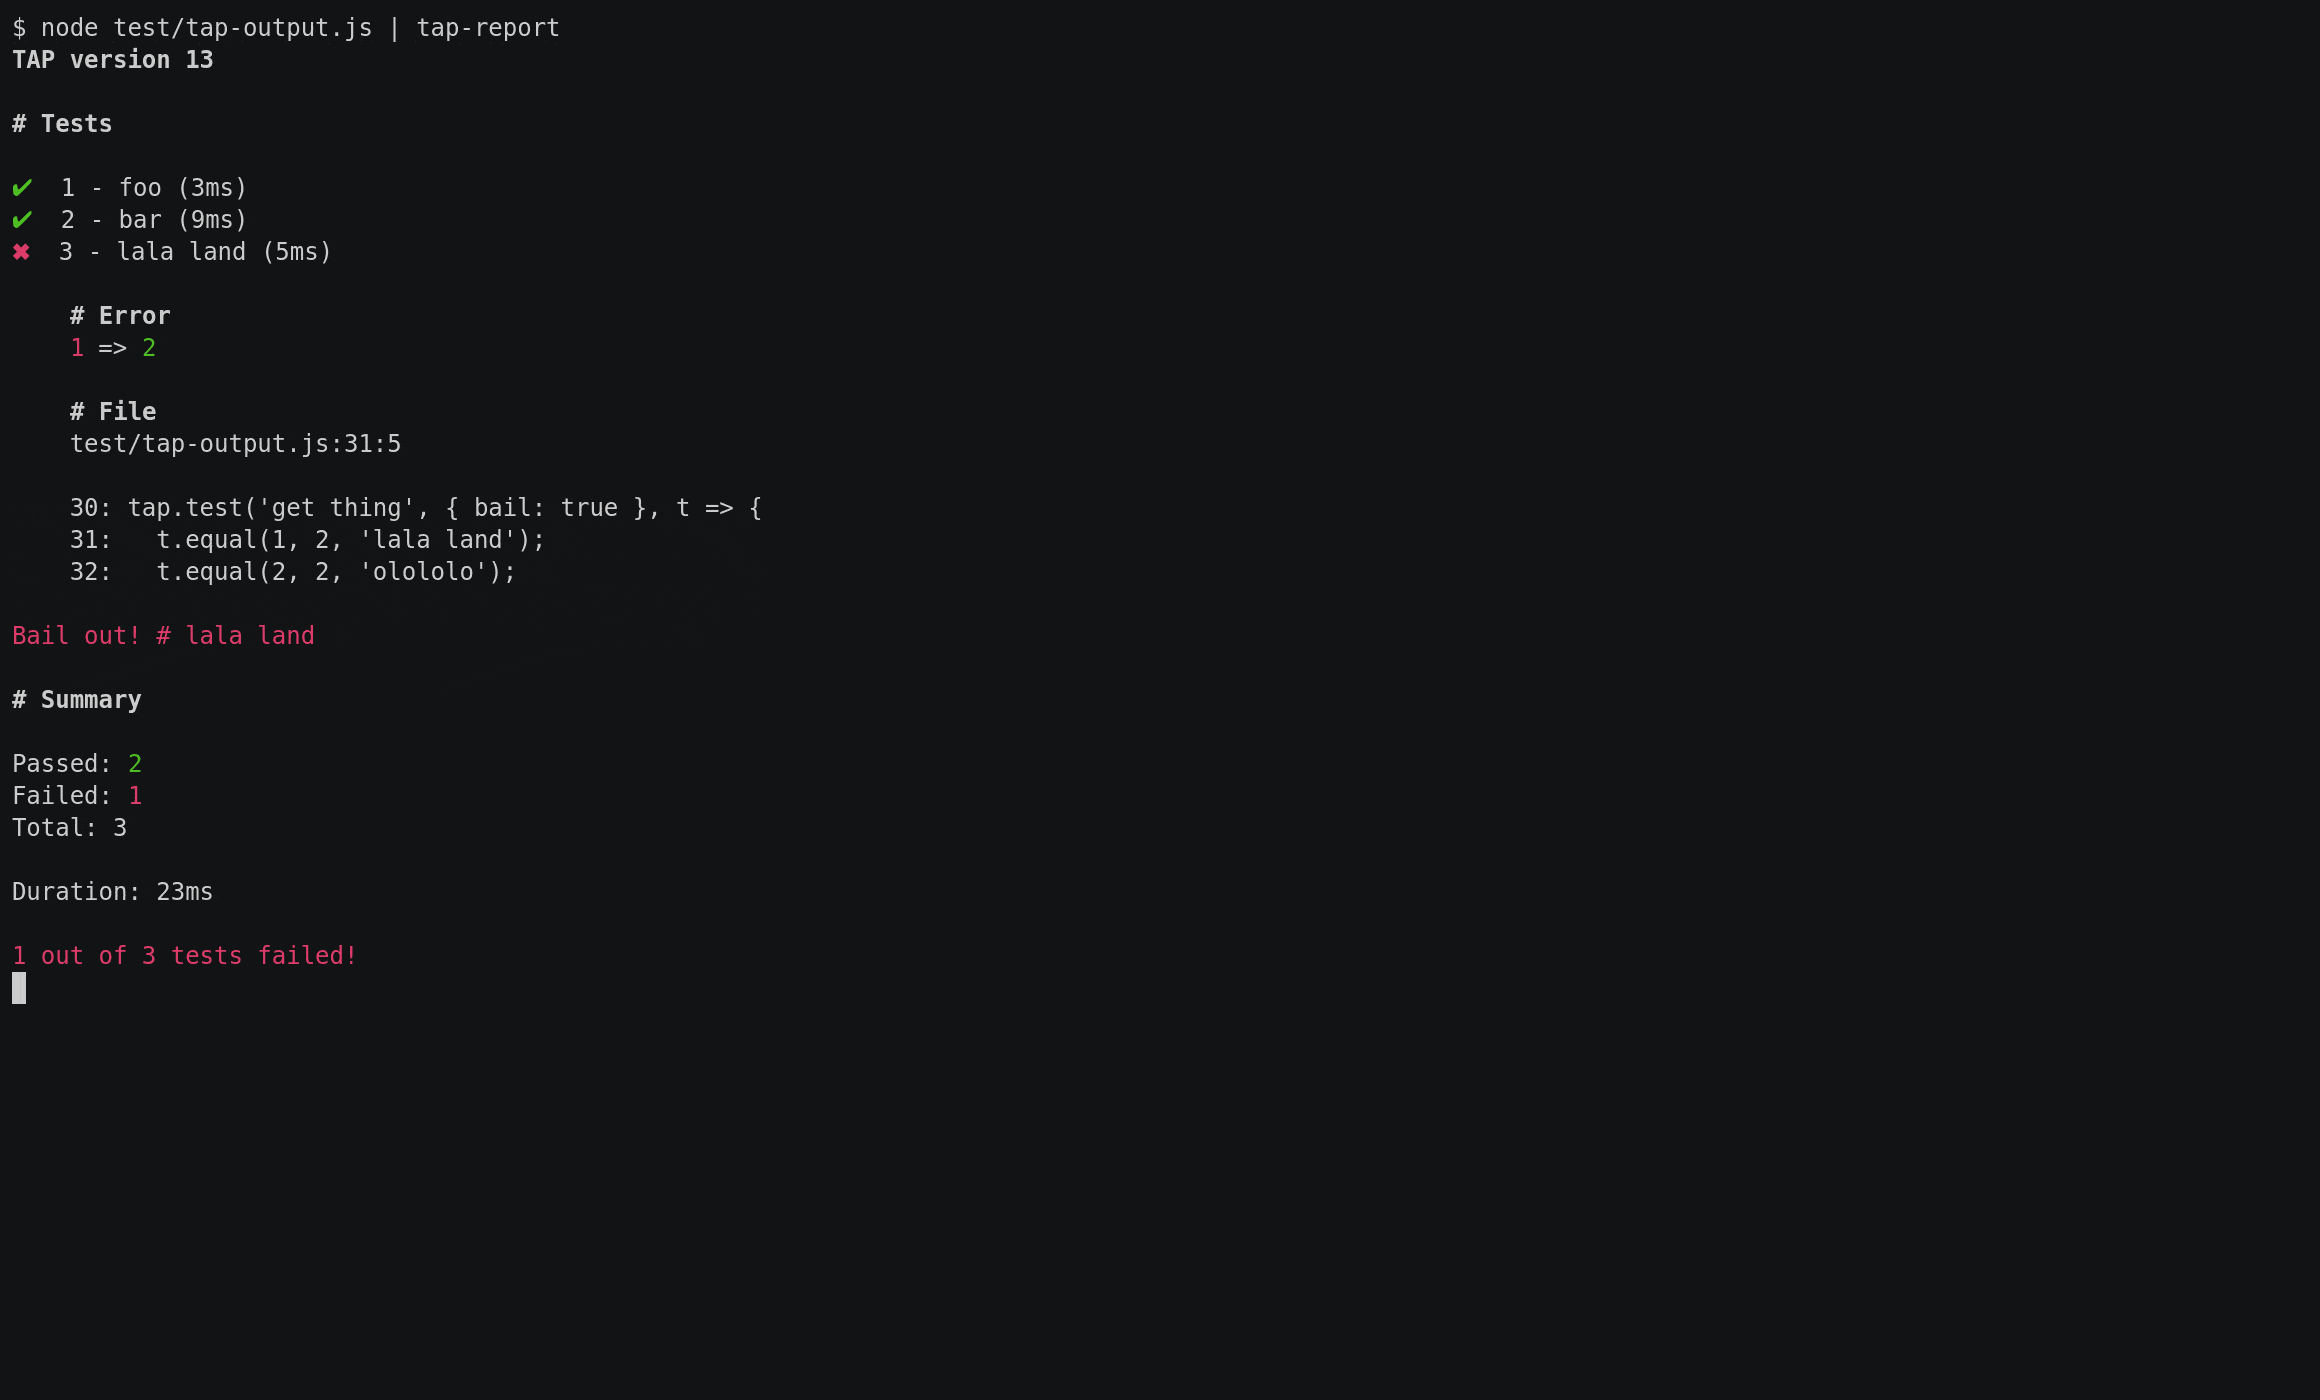 $ node test/tap-output.js | tap-report
TAP version 13
# Tests
✔  1 - foo (3ms)
✔  2 - bar (9ms)
✖  3 - lala land (5ms)
# Error
1 => 2
# File
test/tap-output.js:31:5
30: tap.test('get thing', { bail: true }, t => {
31:   t.equal(1, 2, 'lala land');
32:   t.equal(2, 2, 'olololo');
Bail out! # lala land
# Summary
Passed: 2
Failed: 1
Total: 3
Duration: 23ms
1 out of 3 tests failed!